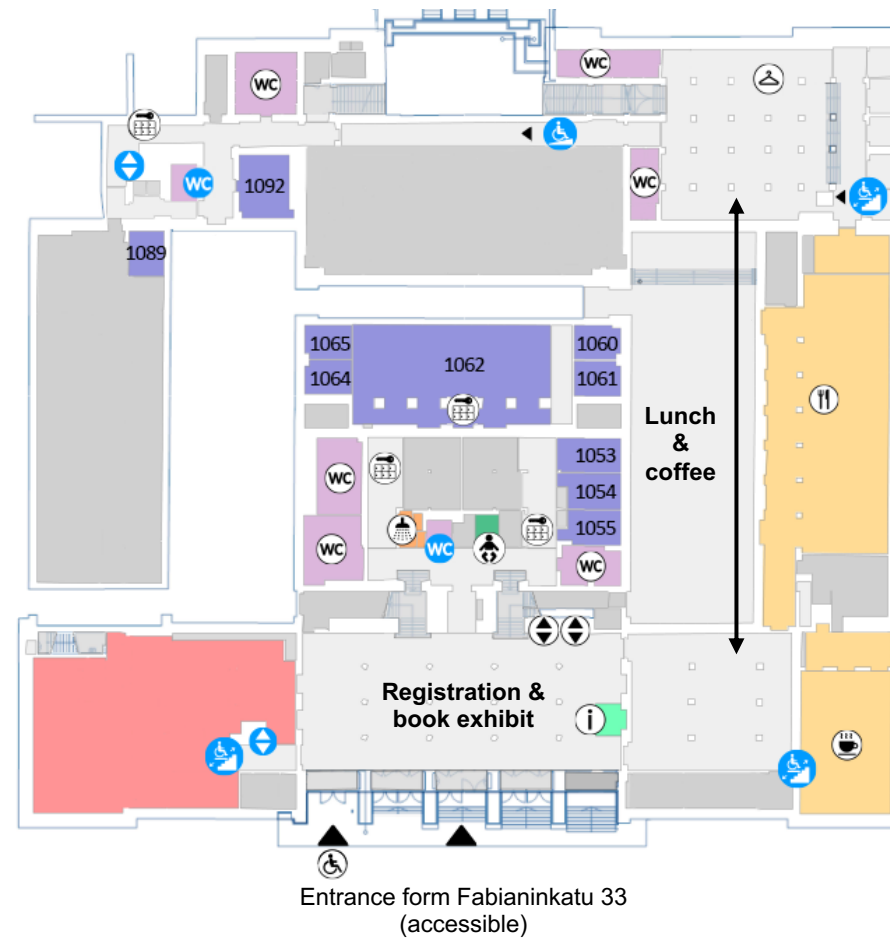 WC
WC
WC
1092
WC
1089
1065
1062
1060
1064
1061
Lunch
&
coffee
1053
WC
1054
1055
WC
WC
WC
Registration &
book exhibit
i
Entrance form Fabianinkatu 33
(accessible)